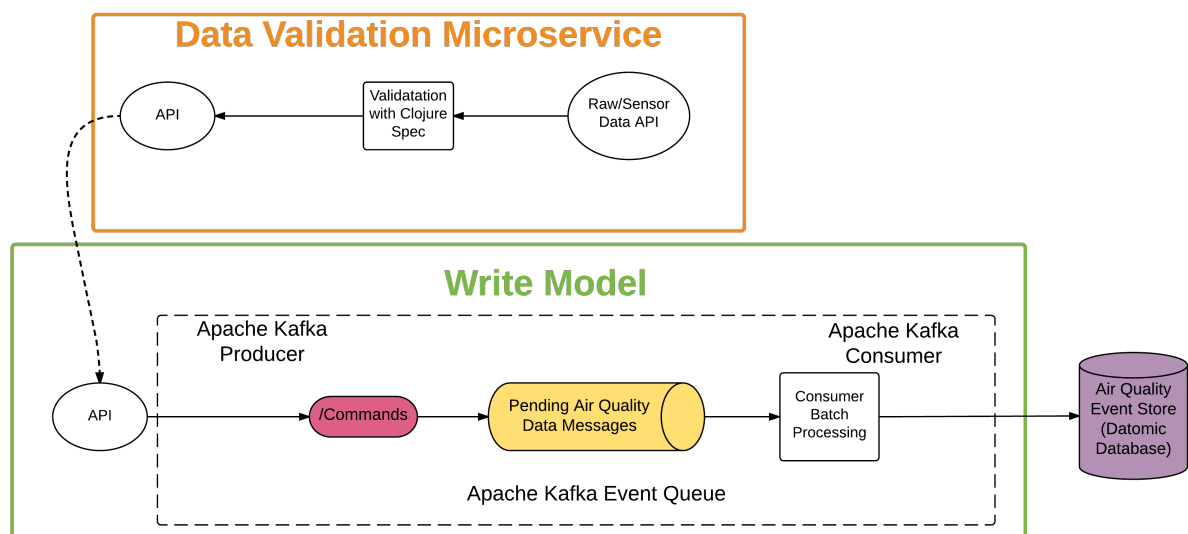 Data Validation Microservice
API
Validatation
with Clojure
Spec
Raw/Sensor
Data API
Write Model
Apache Kafka
Producer
Apache Kafka
Consumer
API
/Commands
Pending Air Quality
Data Messages
Consumer
Batch
Processing
Air Quality
Event Store
(Datomic
Database)
Apache Kafka Event Queue